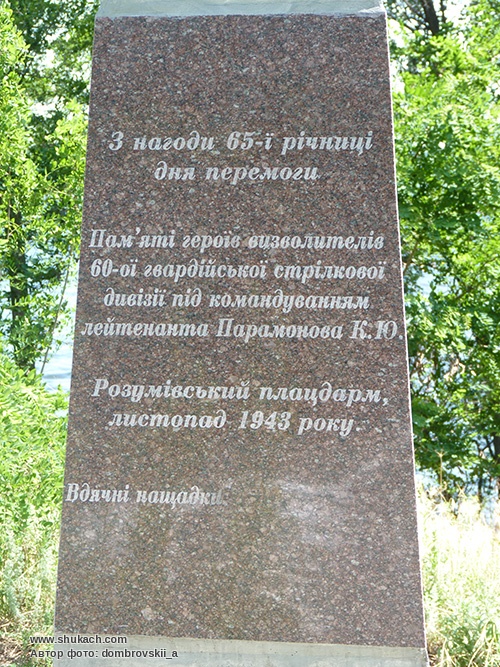 З нагоди 65-ї річниці
дня перемоги
Пам'яті героїв визволителів
60-ої гвардійської стрілкової
дивізії під командуванням
лейтенанта Парамонова К.Ю.
Розумівський плацдарм,
листопад 1943 року.
Вдячні нащадки.
www.shukach.com
Автор фото: dombrovskii_a